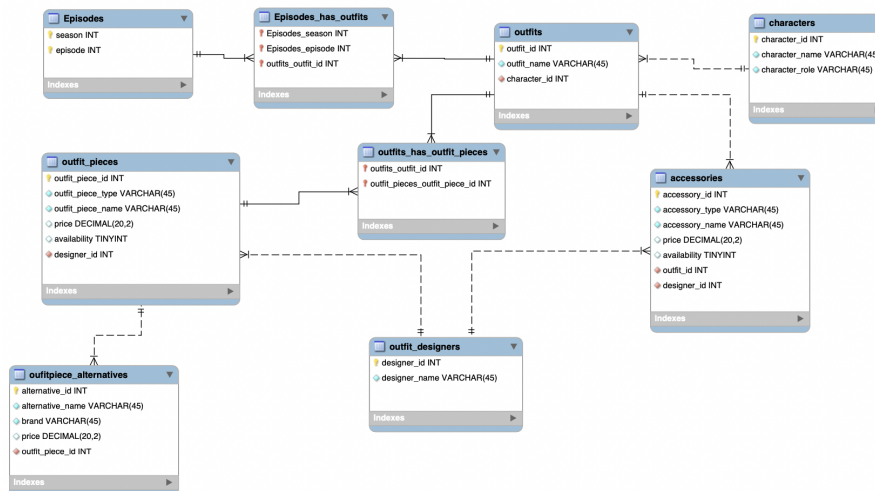 Episodes
season INT
episode INT
Indexes
Episodes_has_outfits
Episodes_season INT
Episodes_episode INT
outfits_outfit_id INT
Indexes
outfits
outfit_id INT
outfit_name VARCHAR(45)
character_id INT
Indexes
characters
character_id INT
character_name VARCHAR(45
character_role VARCHAR(45)
Indexes
outfit_pieces
outfit_piece_id INT
outfit_piece_type VARCHAR(45)
outfit_piece_name VARCHAR(45)
price DECIMAL(20,2)
availability TINYINT
designer_id INT
Indexes
outfits_has_outfit_pieces
outfits_outfit_id INT
outfit_pieces_outfit_piece_id INT
Indexes
accessories
accessory_id INT
accessory_type VARCHAR(45)
accessory_name VARCHAR(45)
price DECIMAL(20,2)
availability TINYINT
outfit_id INT
designer_id INT
Indexes
outfit_designers
designer_id INT
designer_name VARCHAR(45)
Indexes
oufitpiece_alternatives
alternative_id INT
alternative_name VARCHAR(45)
brand VARCHAR(45)
price DECIMAL(20,2)
outfit_piece_id INT
Indexes